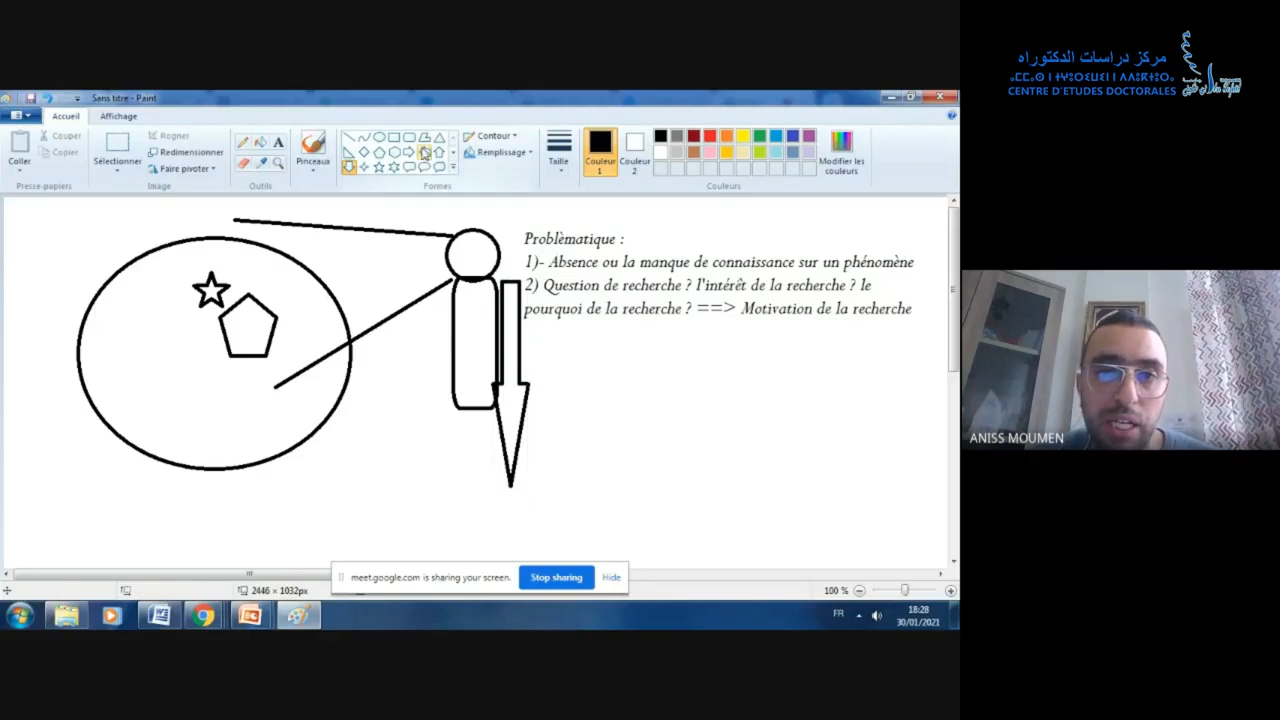 مركز دراسات الدكتوراه
CENTRE D'ETUDES DOCTORALES
Sans titre - Paint
Accueil
Affichage
Coller
Couper
Copier
Presse-papiers
Sélectionner
Rogner
Redimensionner
Faire pivoter
Image
Outils
Pinceaux
Contour
Remplissage
Formes
Taille
Couleur 1
Couleur 2
Modifier les couleurs
Couleurs
Problèmatique :
1)- Absence ou la manque de connaissance sur un phénomène
2) Question de recherche ? l'intérêt de la recherche ? le
pourquoi de la recherche ? ==> Motivation de la recherche
ANISS MOUMEN
meet.google.com is sharing your screen.
Stop sharing
Hide
2446 × 1032px
100 %
FR
18:28
30/01/2021